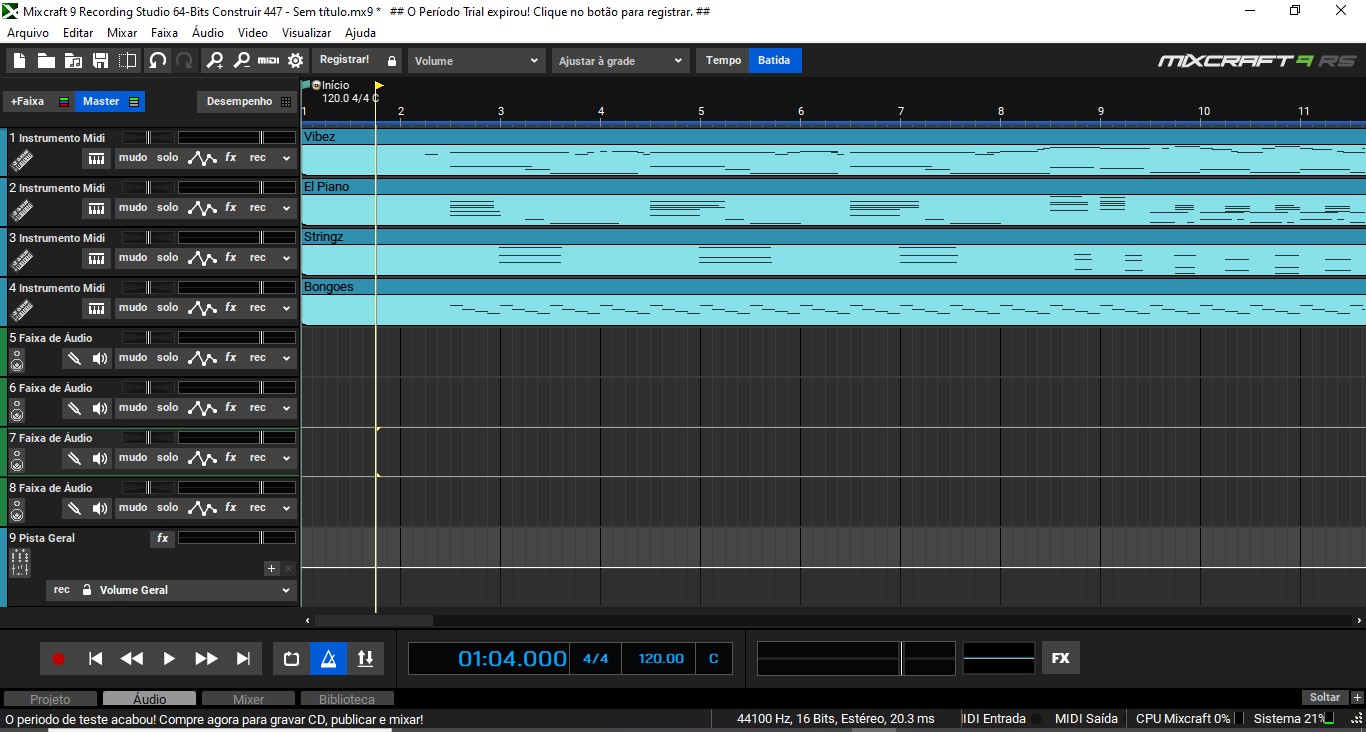 Mixcraft 9 Recording Studio 64-Bits Construir 447 - Sem título.mx9 * ## O Período Trial expirou! Clique no botão para registrar. ##
Arquivo Editar Mixar Faixa Áudio Video Visualizar Ajuda
MIDI Registrar! Volume Ajustar à grade Tempo Batida MIXCRAFT 9 RS
Início
+Faixa Master Desempenho 120.0 4/4 C
1 2 3 4 5 6 7 8 9 10 11
1 Instrumento Midi Vibez
mudo solo fx rec
2 Instrumento Midi El Piano
mudo solo fx rec
3 Instrumento Midi Stringz
mudo solo fx rec
4 Instrumento Midi Bongoes
mudo solo fx rec
5 Faixa de Áudio
mudo solo fx rec
6 Faixa de Áudio
mudo solo fx rec
7 Faixa de Áudio
mudo solo fx rec
8 Faixa de Áudio
mudo solo fx rec
9 Pista Geral fx
rec Volume Geral
01:04.000 4/4 120.00 C FX
Projeto Áudio Mixer Biblioteca Soltar
O periodo de teste acabou! Compre agora para gravar CD, publicar e mixar! 44100 Hz, 16 Bits, Estéreo, 20.3 ms IDI Entrada MIDI Saída CPU Mixcraft 0% Sistema 21%